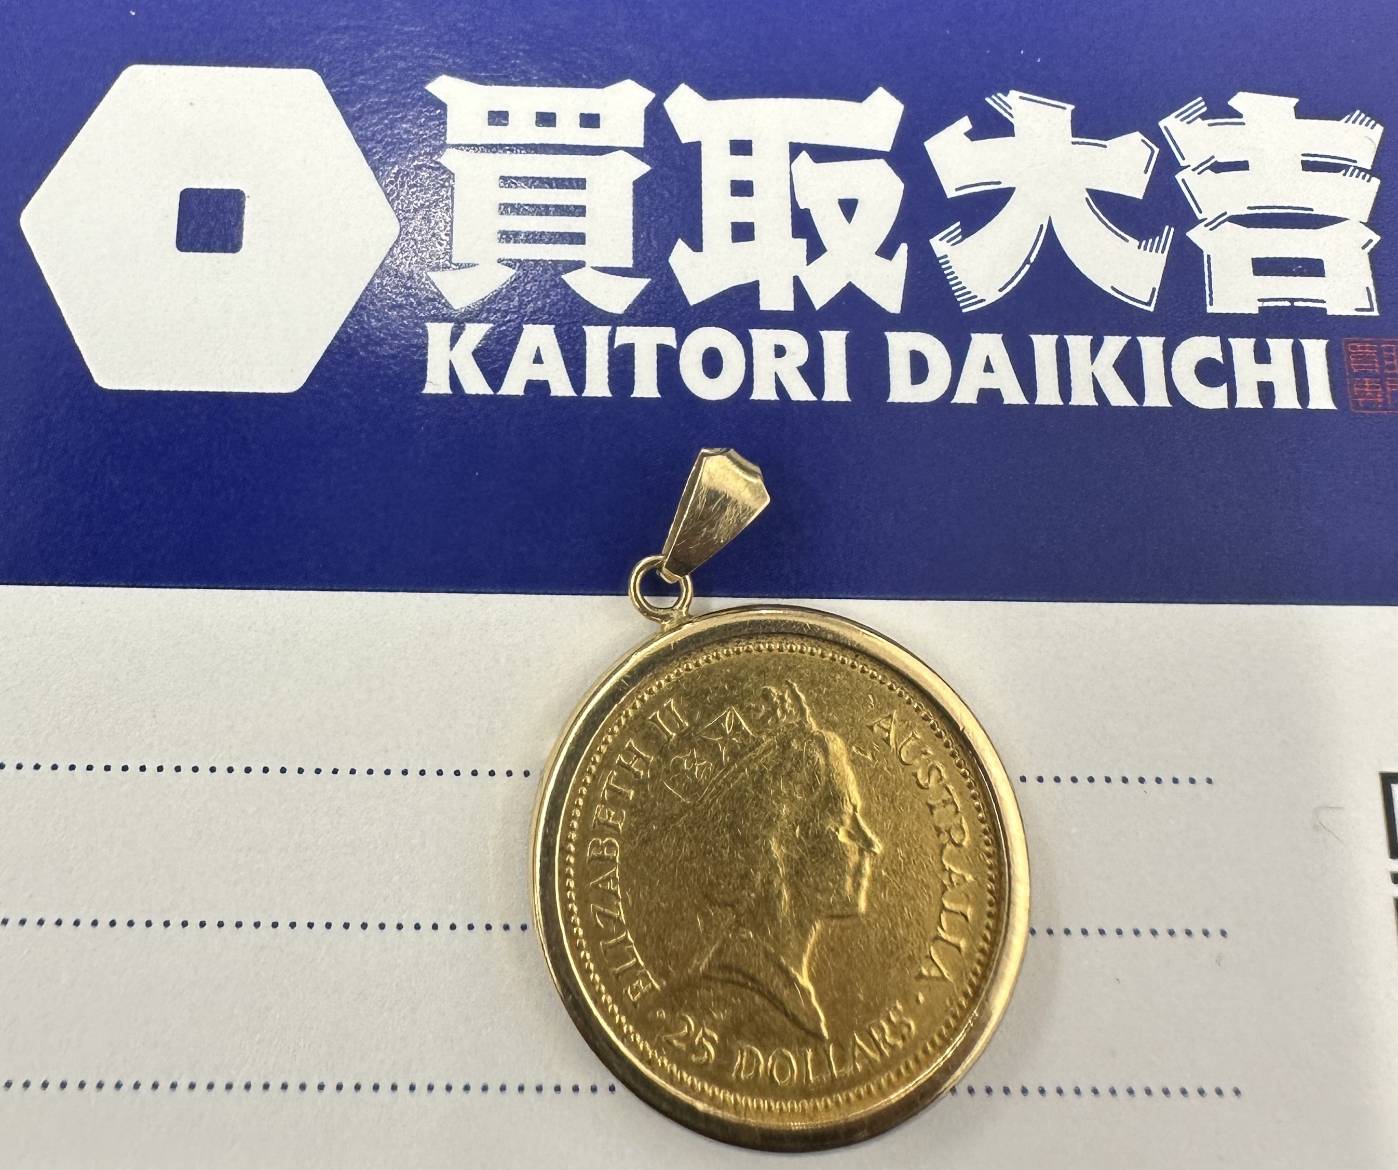 買取大吉
KAITORI DAIKICHI
ELIZABETH II
AUSTRALIA
25 DOLLARS